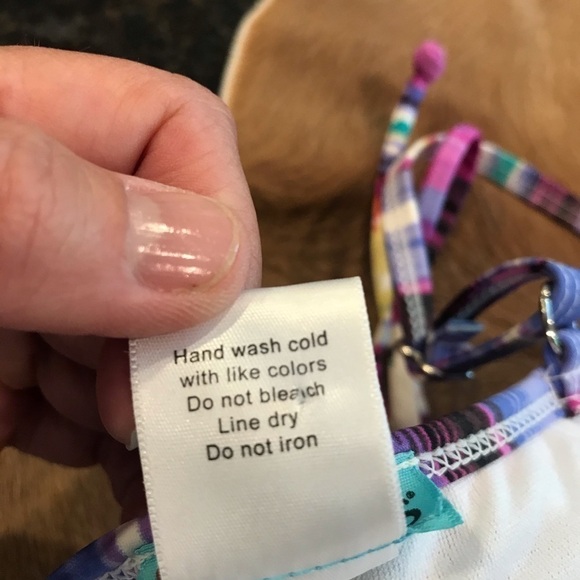 Hand wash cold
with like colors
Do not bleach
Line dry
Do not iron